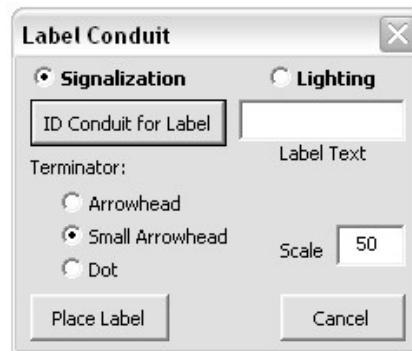 Label Conduit
Signalization Lighting
ID Conduit for Label
Label Text
Terminator:
Arrowhead
Small Arrowhead
Scale 50
Dot
Place Label Cancel